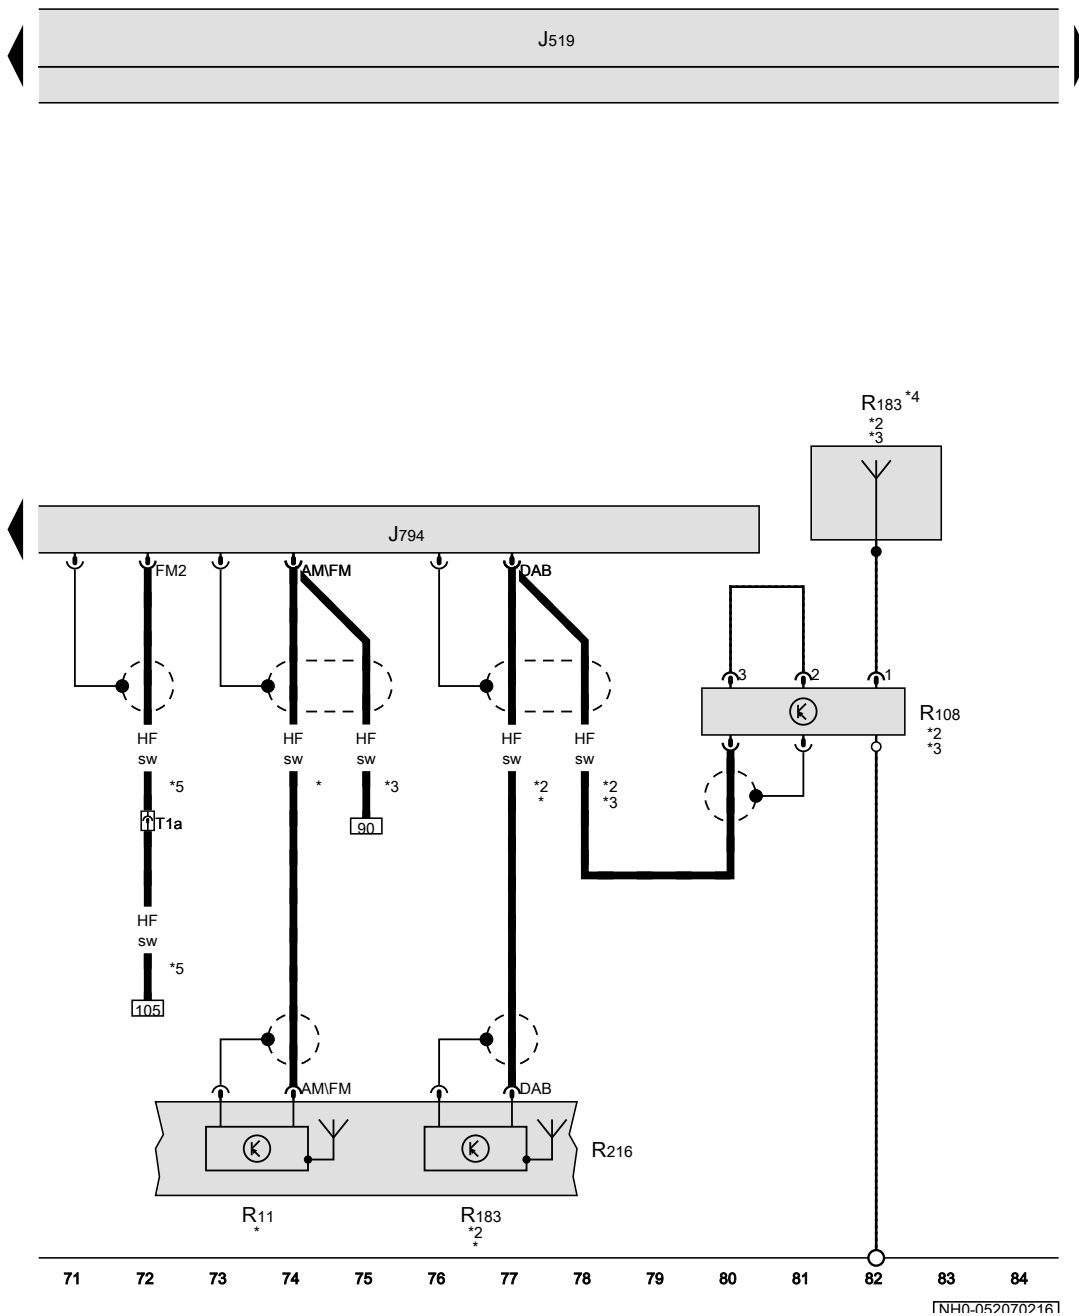 J519
R183 *4
*2
*3
J794
FM2
AM\FM
DAB
3
2
1
R108
*2
*3
HF
sw
HF
sw
HF
sw
HF
sw
HF
sw
*5
*
*3
*2
*
*2
*3
T1a
90
HF
sw
*5
105
AM\FM
DAB
R216
R11
*
R183
*2
*
71 72 73 74 75 76 77 78 79 80 81 82 83 84
NH0-052070216